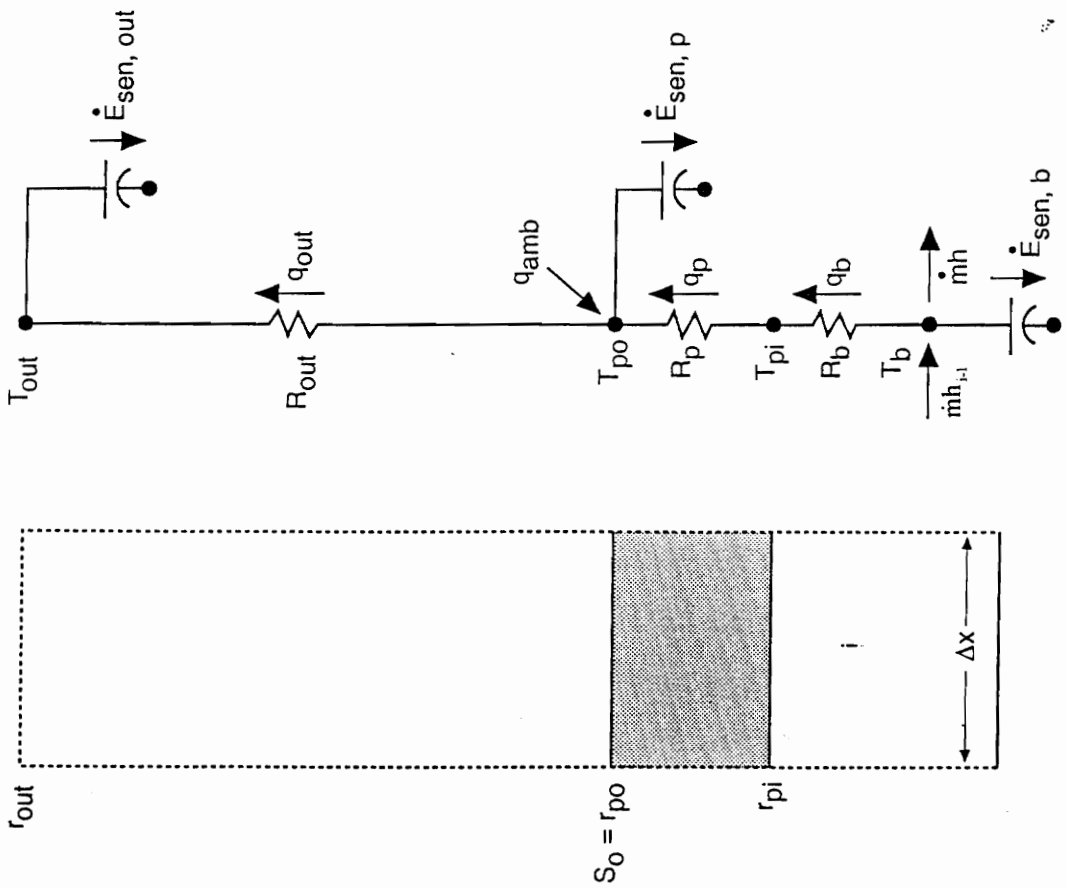 T_out
Ė_sen, out
R_out
q_out
q_amb
T_po
Ė_sen, p
R_p
q_p
T_pi
R_b
q_b
T_b
ṁh_i-1
ṁh
Ė_sen, b
r_out
S_o = r_po
r_pi
i
Δx